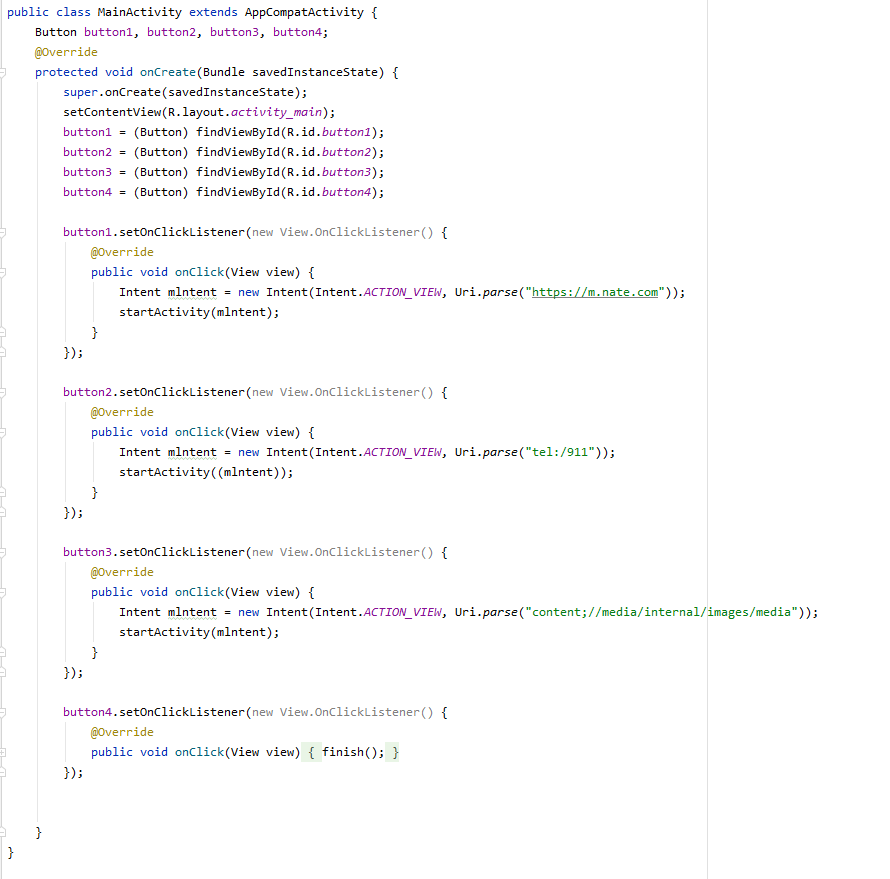 public class MainActivity extends AppCompatActivity {
    Button button1, button2, button3, button4;
    @Override
    protected void onCreate(Bundle savedInstanceState) {
        super.onCreate(savedInstanceState);
        setContentView(R.layout.activity_main);
        button1 = (Button) findViewById(R.id.button1);
        button2 = (Button) findViewById(R.id.button2);
        button3 = (Button) findViewById(R.id.button3);
        button4 = (Button) findViewById(R.id.button4);

        button1.setOnClickListener(new View.OnClickListener() {
            @Override
            public void onClick(View view) {
                Intent mlntent = new Intent(Intent.ACTION_VIEW, Uri.parse("https://m.nate.com"));
                startActivity(mlntent);
            }
        });

        button2.setOnClickListener(new View.OnClickListener() {
            @Override
            public void onClick(View view) {
                Intent mlntent = new Intent(Intent.ACTION_VIEW, Uri.parse("tel:/911"));
                startActivity((mlntent));
            }
        });

        button3.setOnClickListener(new View.OnClickListener() {
            @Override
            public void onClick(View view) {
                Intent mlntent = new Intent(Intent.ACTION_VIEW, Uri.parse("content;//media/internal/images/media"));
                startActivity(mlntent);
            }
        });

        button4.setOnClickListener(new View.OnClickListener() {
            @Override
            public void onClick(View view) { finish(); }
        });

    }
}